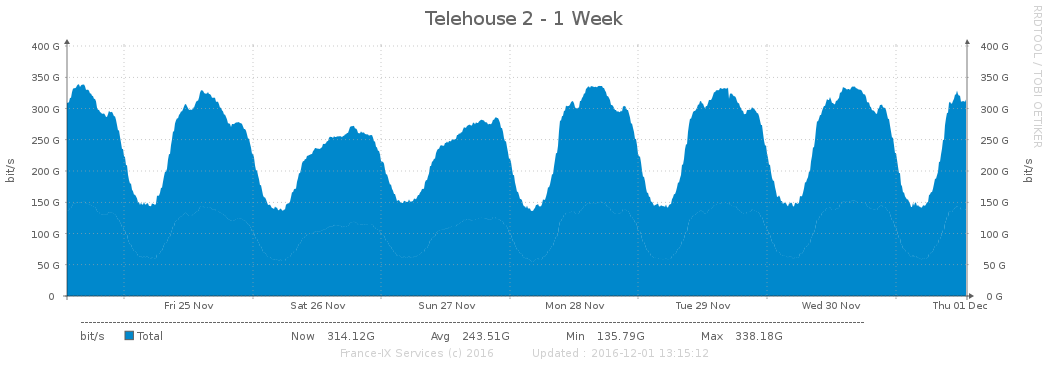 Telehouse 2 - 1 Week
RRDTOOL / TOBI OETIKER
400 G 400 G
350 G 350 G
300 G 300 G
250 G 250 G
200 G 200 G
150 G 150 G
100 G 100 G
50 G 50 G
0 0 G
bit/s
bit/s
Fri 25 Nov Sat 26 Nov Sun 27 Nov Mon 28 Nov Tue 29 Nov Wed 30 Nov Thu 01 Dec
bit/s Total Now 314.12G Avg 243.51G Min 135.79G Max 338.18G
France-IX Services (c) 2016 Updated : 2016-12-01 13:15:12